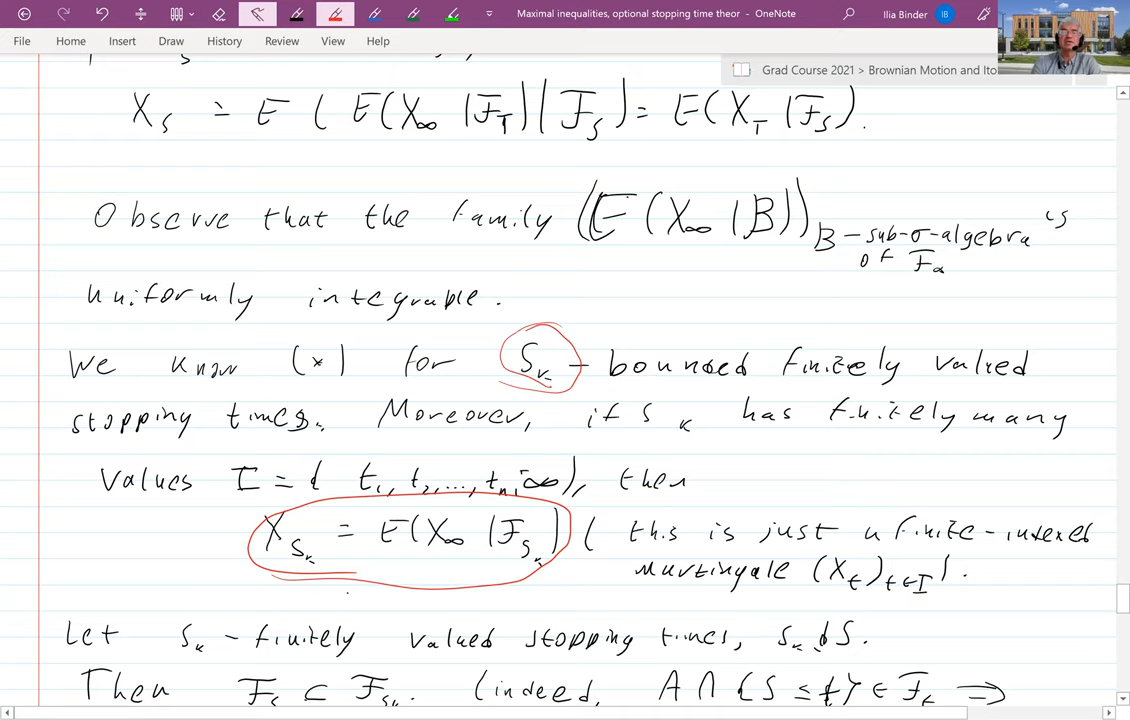 Maximal inequalities, optional stopping time theor - OneNote
Ilia Binder
IB
File Home Insert Draw History Review View Help
Grad Course 2021 > Brownian Motion and Ito
X_S = E ( E(X_∞ |F_T) | F_S) = E(X_T |F_S).
Observe that the family (E(X_∞ |B))_{B - sub-σ-algebra of F_∞} is
uniformly integrable.
We know (*) for S_k - bounded finitely valued
stopping times. Moreover, if S_k has finitely many
values I = { t_1, t_2, ..., t_n, ∞}, then
X_{S_k} = E(X_∞ |F_{S_k}) ( this is just a finite-indexed
martingale (X_t)_{t∈I}).
Let S_k - finitely valued stopping times, S_k ↓ S.
Then F_S ⊂ F_{S_k}. (indeed, A ∩ {S ≤ t} ∈ F_t ⇒